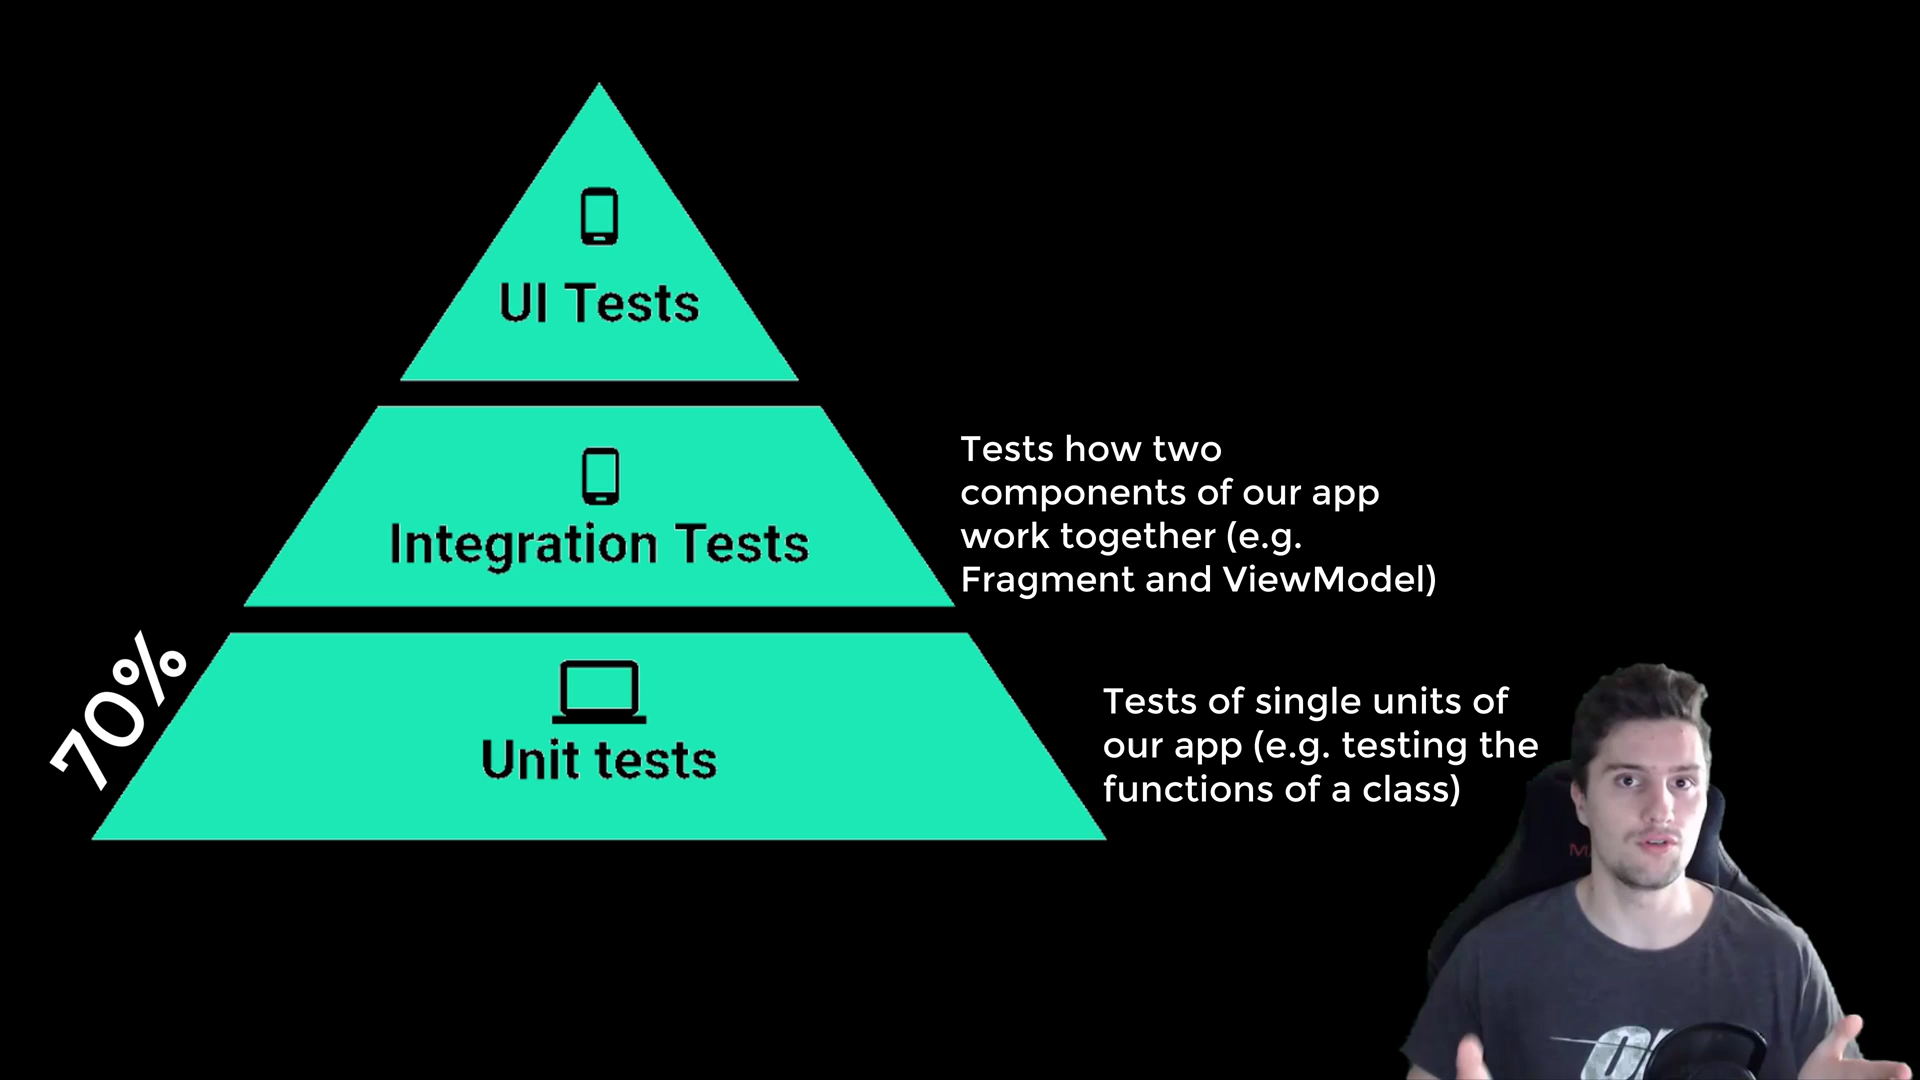 UI Tests
Integration Tests
Tests how two
components of our app
work together (e.g.
Fragment and ViewModel)
70%
Unit tests
Tests of single units of
our app (e.g. testing the
functions of a class)